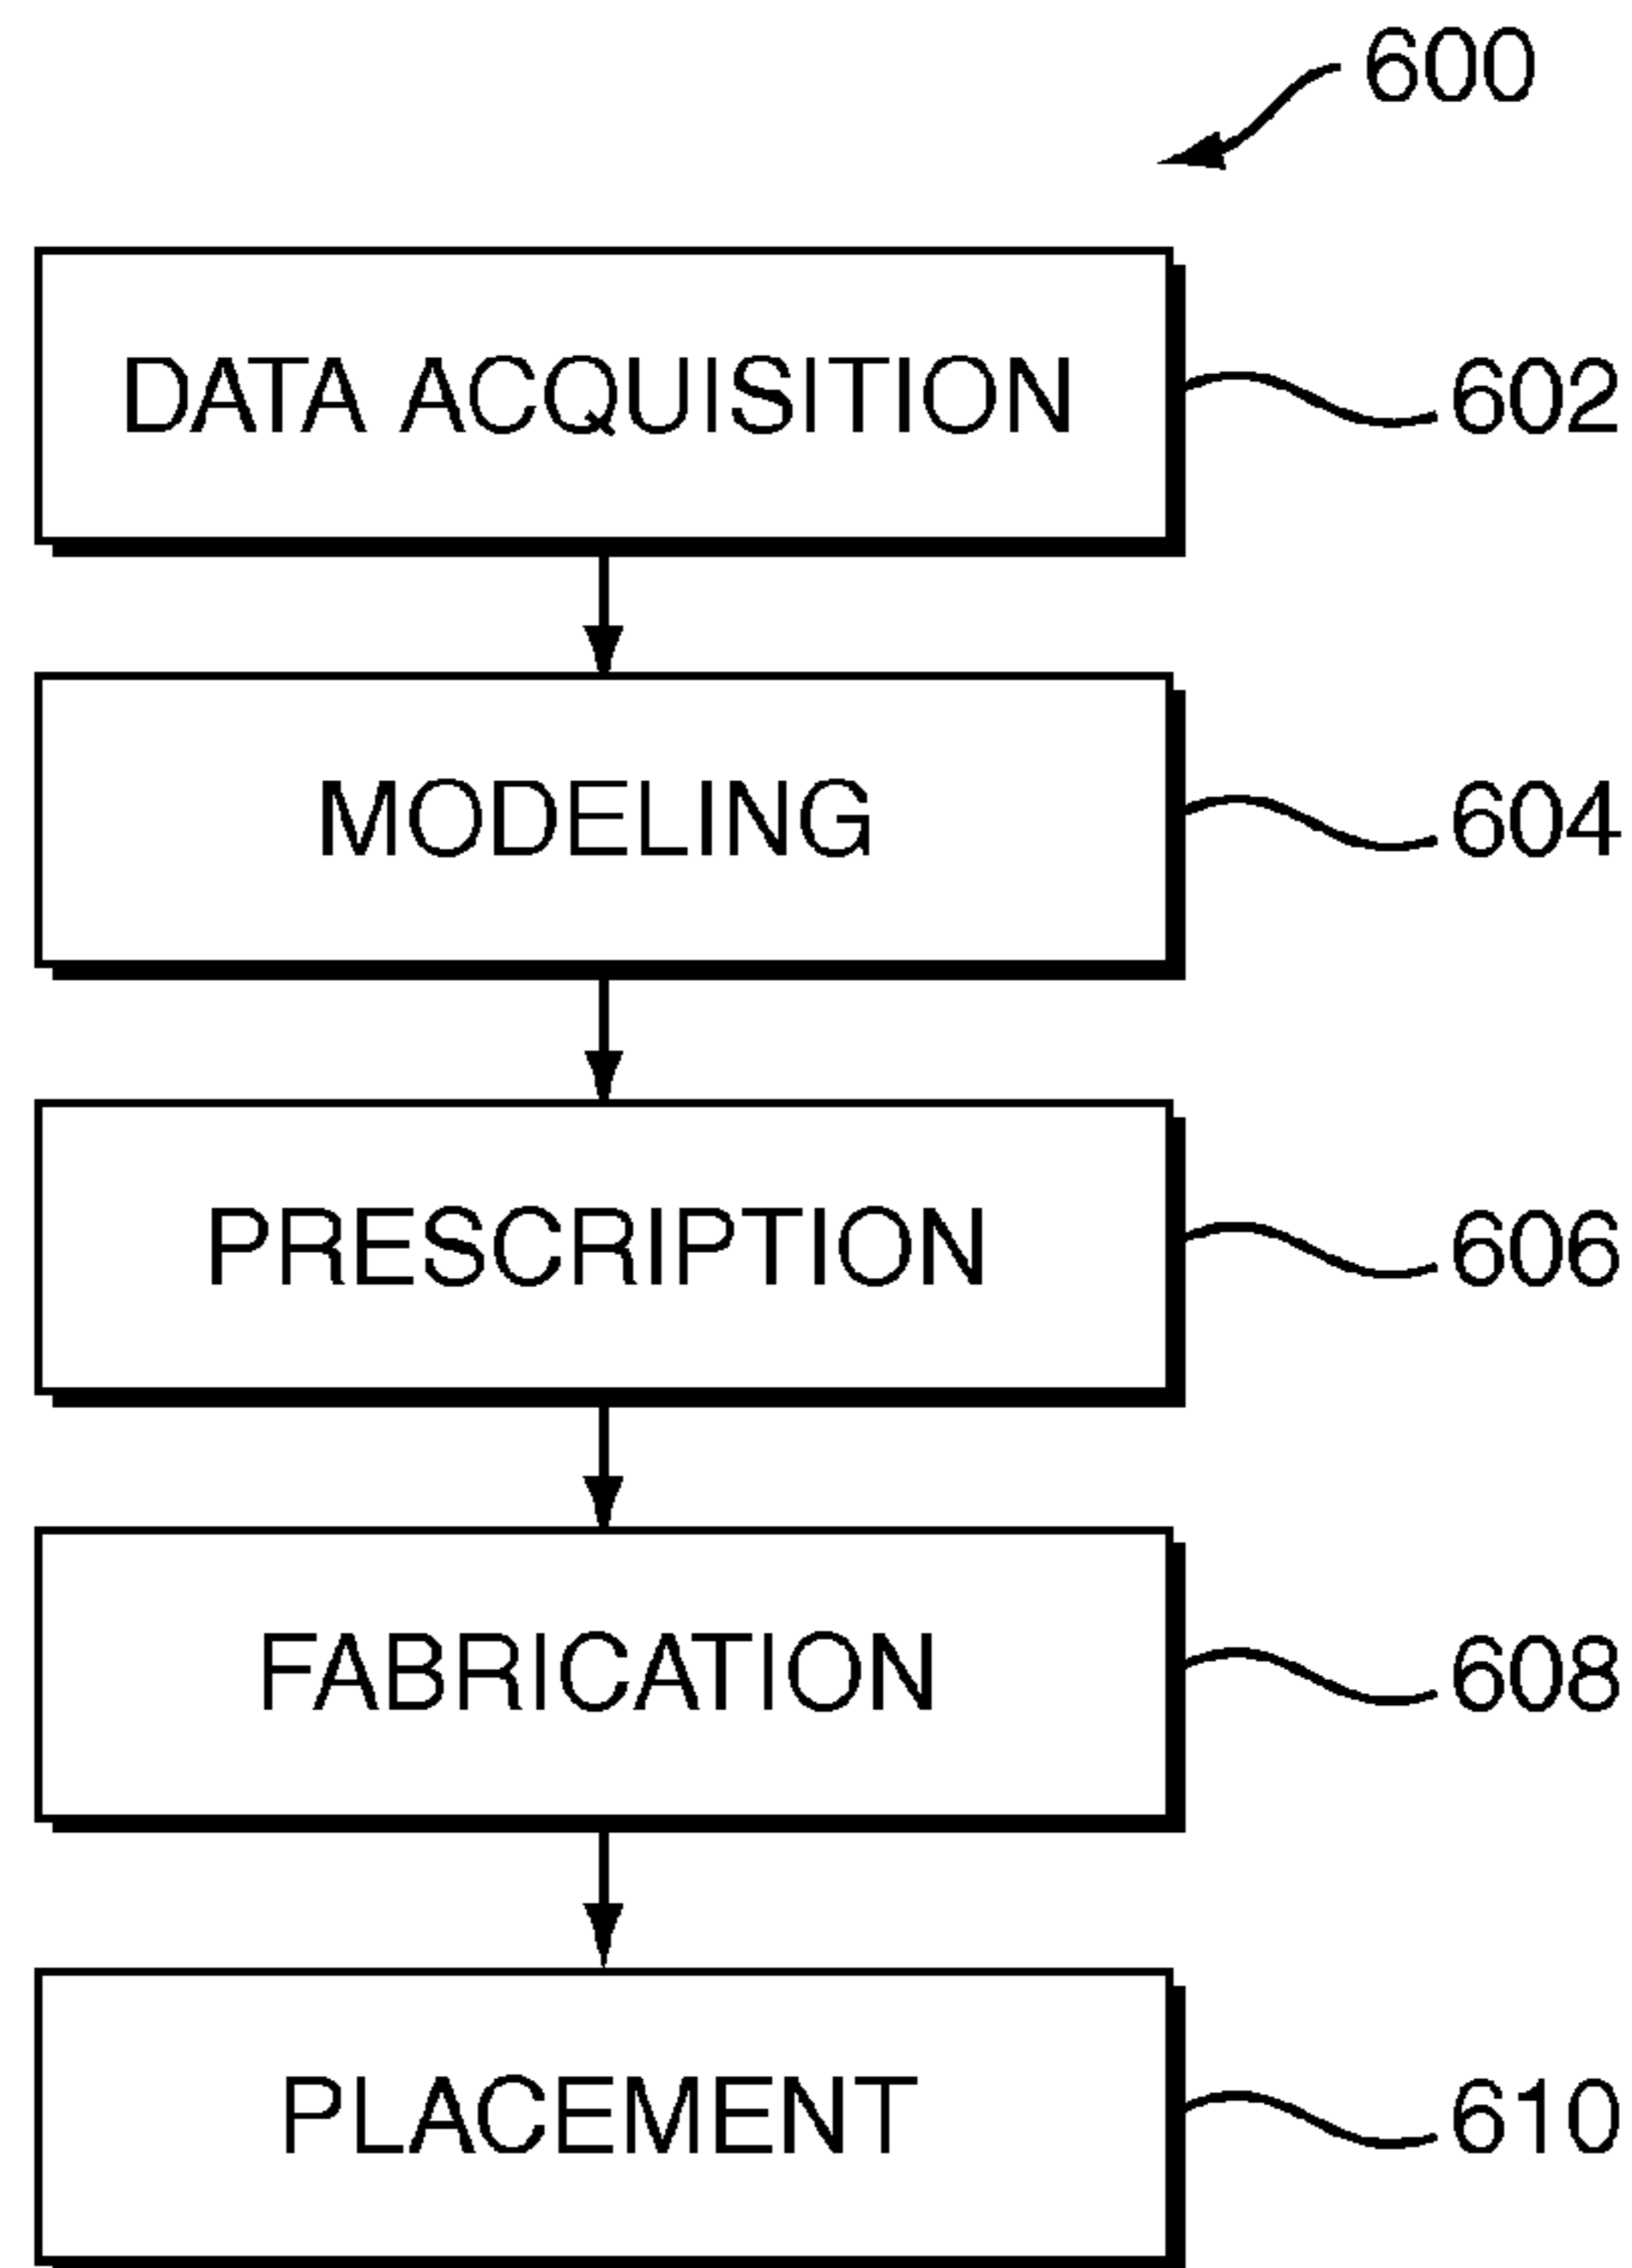 600
DATA ACQUISITION
602
MODELING
604
PRESCRIPTION
606
FABRICATION
608
PLACEMENT
610